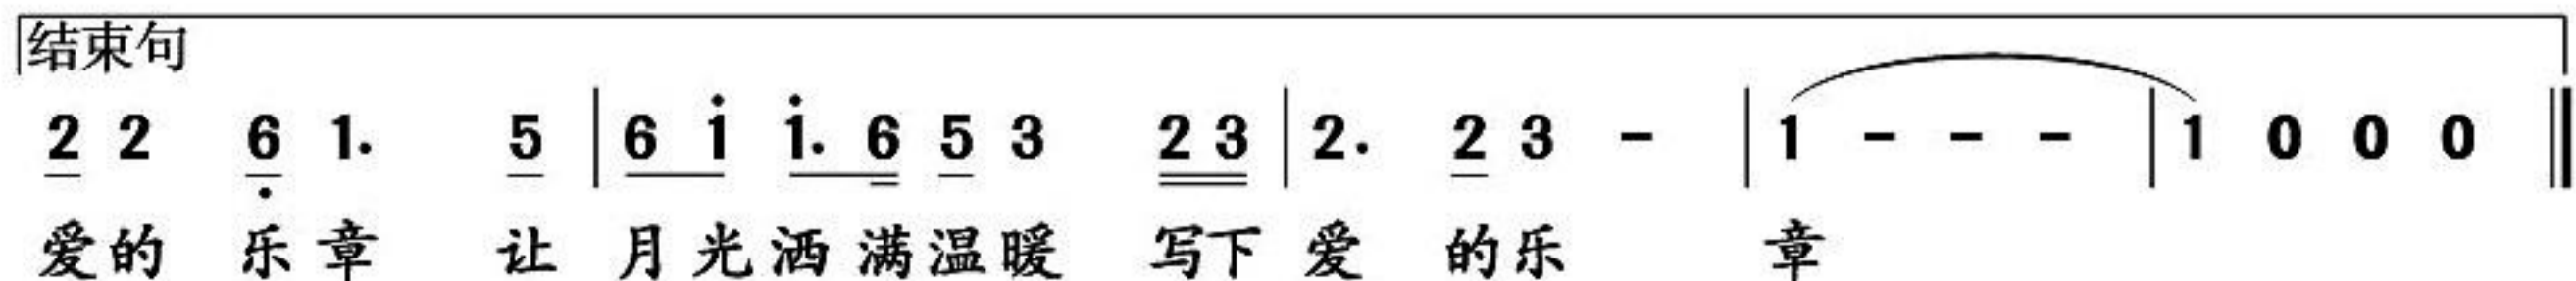 结束句
2 2 6 1. 5 | 6 1 1. 6 5 3 2 3 | 2. 2 3 - | 1 - - - | 1 0 0 0
爱的 乐章 让 月光洒满温暖 写下 爱 的乐 章